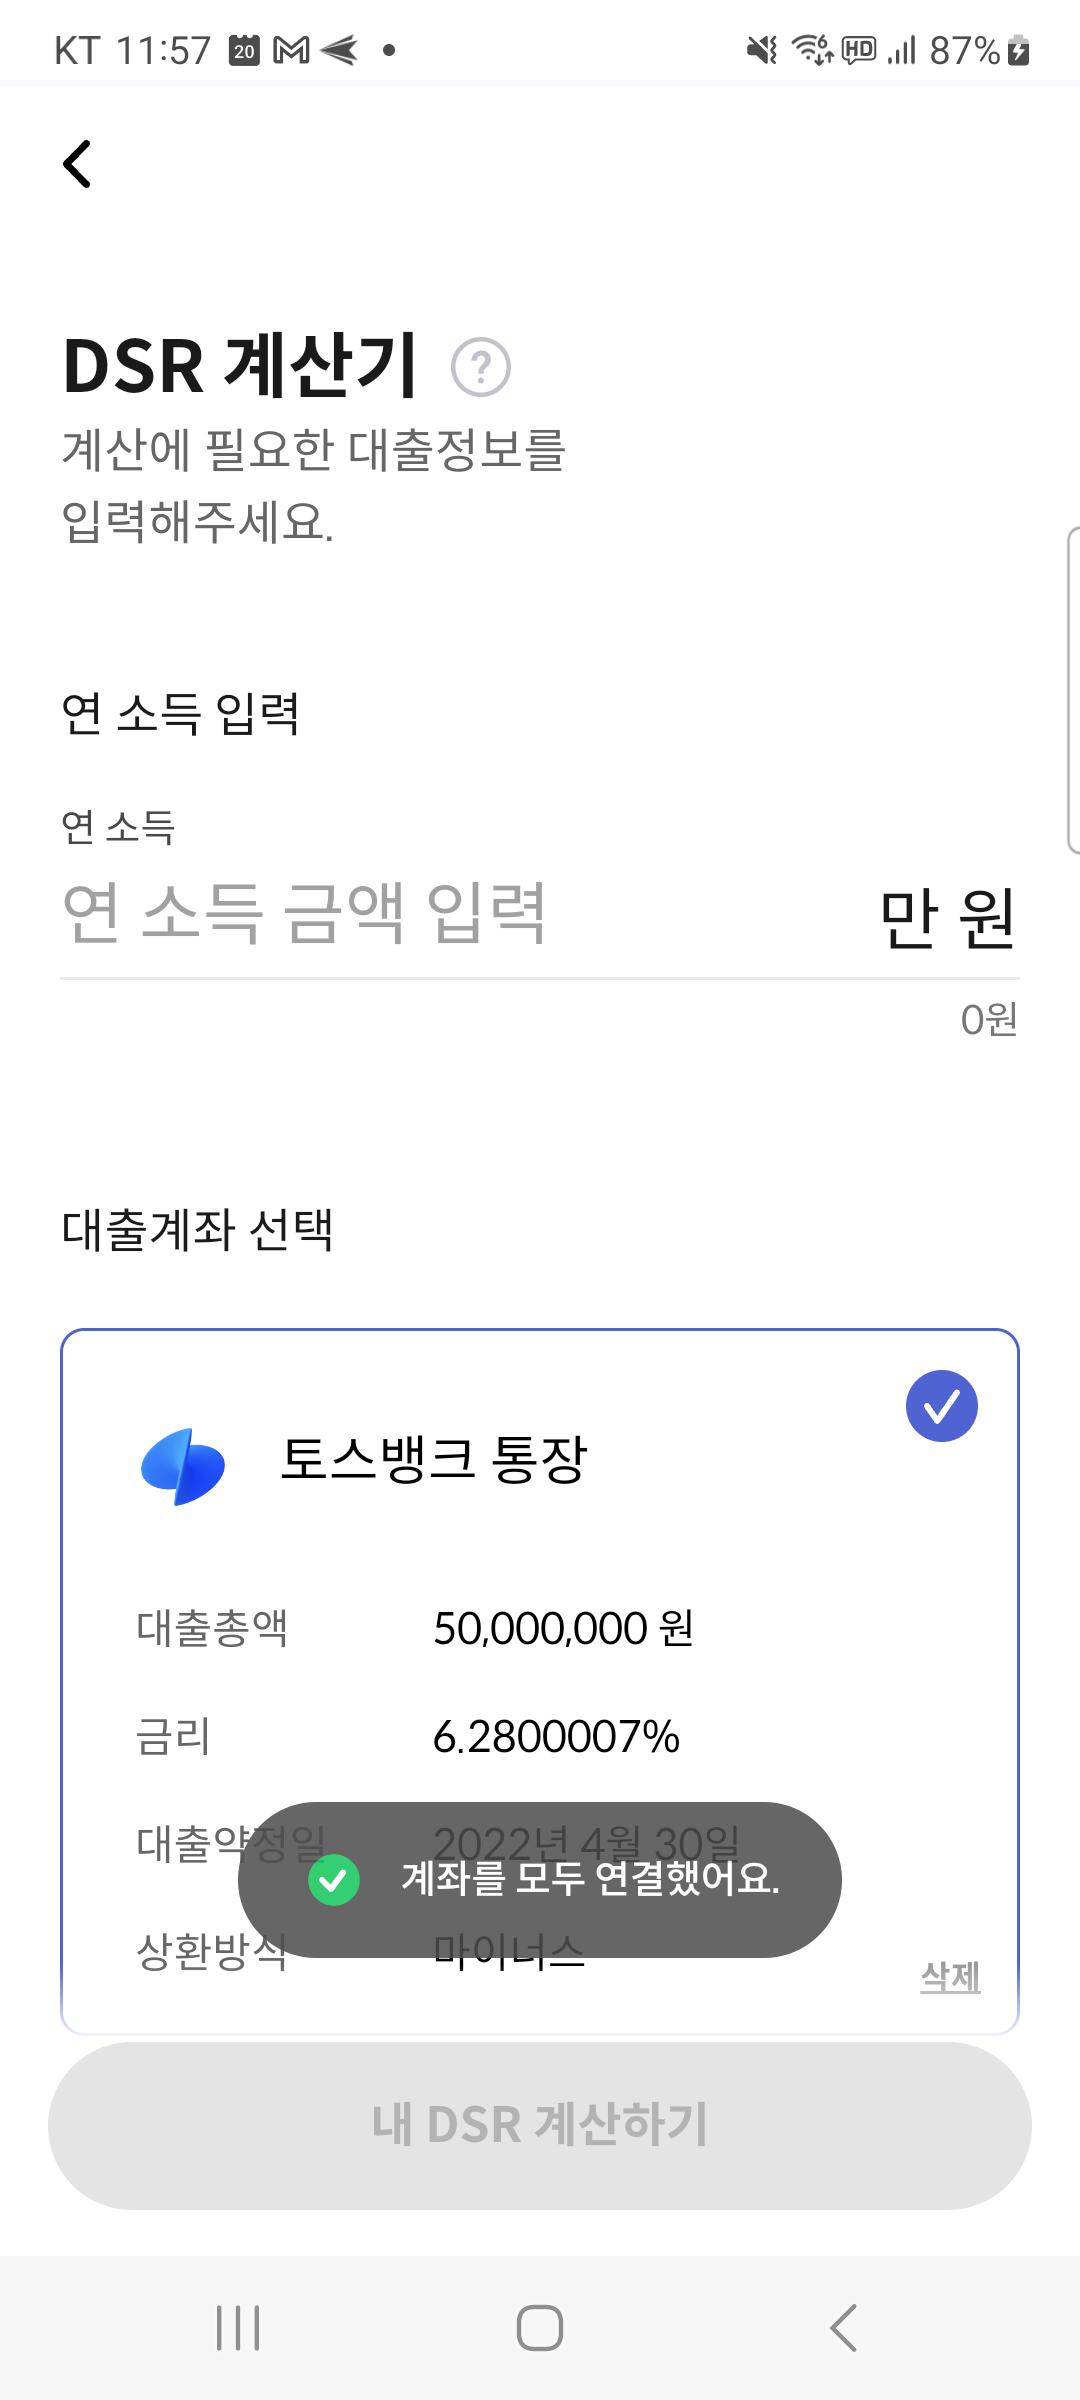 KT 11:57 20 6 HD 87%
DSR 계산기 ?
계산에 필요한 대출정보를
입력해주세요.
연 소득 입력
연 소득
연 소득 금액 입력 만 원
0원
대출계좌 선택
토스뱅크 통장
대출총액 50,000,000 원
금리 6.2800007%
대출약정일 2022년 4월 30일
계좌를 모두 연결했어요.
상환방식 마이너스
삭제
내 DSR 계산하기